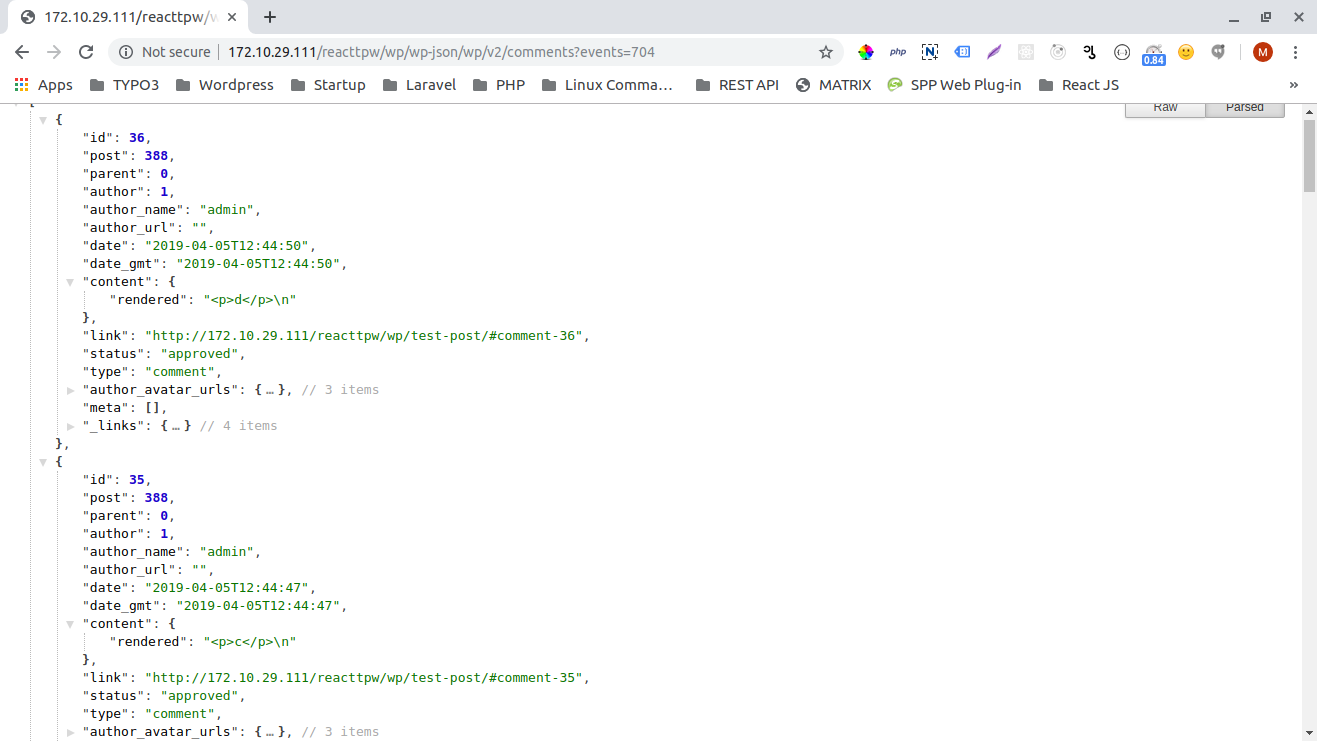 172.10.29.111/reacttpw/w
Not secure 172.10.29.111/reacttpw/wp/wp-json/wp/v2/comments?events=704
php N 0.84 M
Apps TYPO3 Wordpress Startup Laravel PHP Linux Comma… REST API MATRIX SPP Web Plug-in React JS »
[
Raw Parsed
{
"id": 36,
"post": 388,
"parent": 0,
"author": 1,
"author_name": "admin",
"author_url": "",
"date": "2019-04-05T12:44:50",
"date_gmt": "2019-04-05T12:44:50",
"content": {
"rendered": "<p>d</p>\n"
},
"link": "http://172.10.29.111/reacttpw/wp/test-post/#comment-36",
"status": "approved",
"type": "comment",
"author_avatar_urls": {…}, // 3 items
"meta": [],
"_links": {…} // 4 items
},
{
"id": 35,
"post": 388,
"parent": 0,
"author": 1,
"author_name": "admin",
"author_url": "",
"date": "2019-04-05T12:44:47",
"date_gmt": "2019-04-05T12:44:47",
"content": {
"rendered": "<p>c</p>\n"
},
"link": "http://172.10.29.111/reacttpw/wp/test-post/#comment-35",
"status": "approved",
"type": "comment",
"author_avatar_urls": {…}, // 3 items